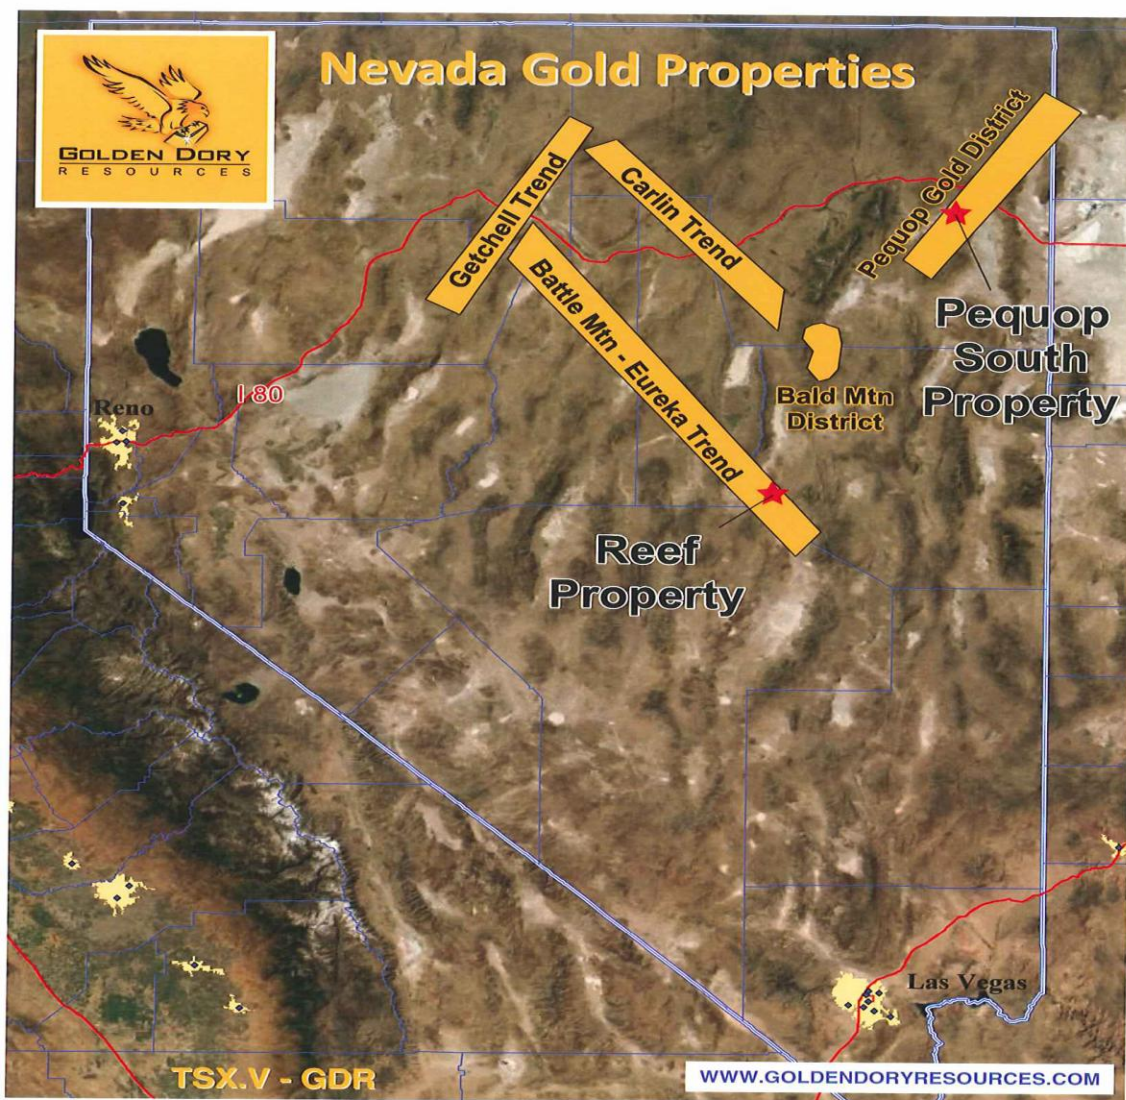 Nevada Gold Properties
GOLDEN DORY
RESOURCES
Getchell Trend
Carlin Trend
Pequop Gold District
Battle Mtn - Eureka Trend
Pequop
South
Property
Bald Mtn
District
I 80
Reno
Reef
Property
Las Vegas
TSX.V - GDR
WWW.GOLDENDORYRESOURCES.COM